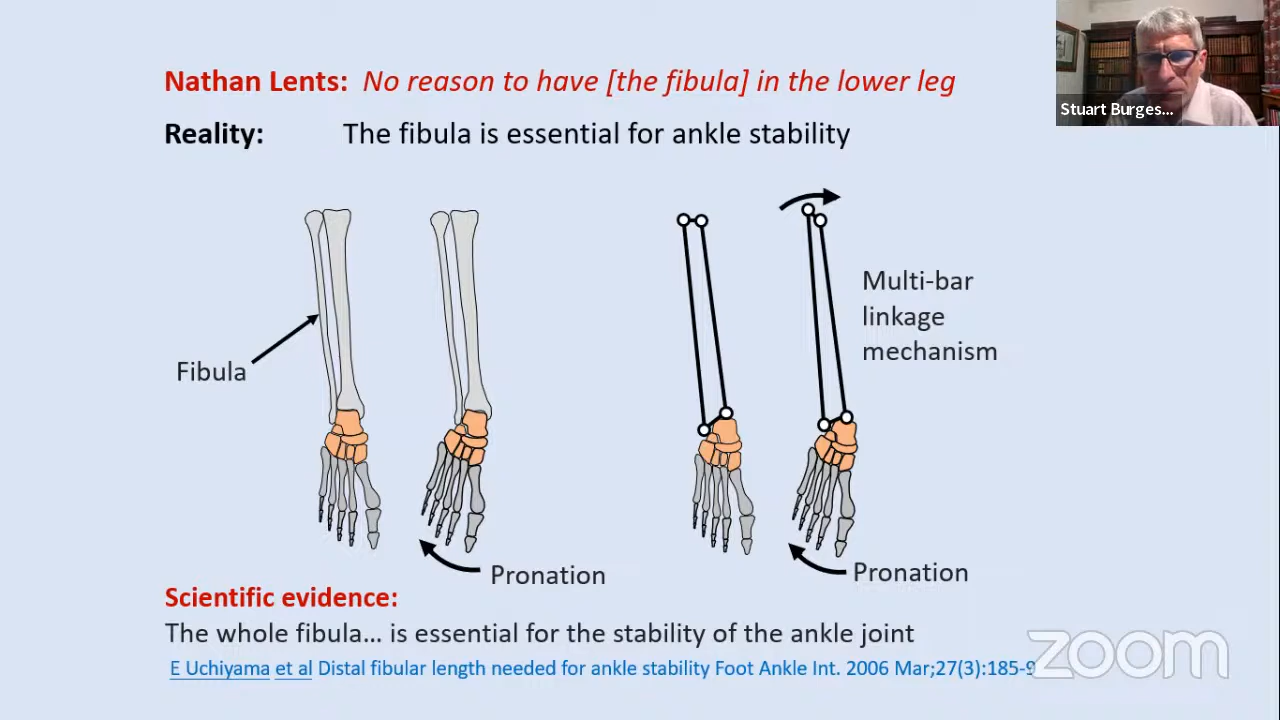 Nathan Lents: No reason to have [the fibula] in the lower leg
Stuart Burges...
Reality: The fibula is essential for ankle stability
Fibula
Multi-bar
linkage
mechanism
Pronation
Pronation
Scientific evidence:
The whole fibula... is essential for the stability of the ankle joint
E Uchiyama et al Distal fibular length needed for ankle stability Foot Ankle Int. 2006 Mar;27(3):185-9
zoom